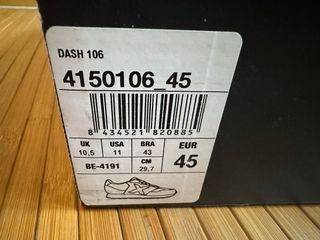 DASH 106
4150106_45
8 434521 820885
UK USA BRA EUR
10,5 11 43 45
BE-4191 CM
29,7